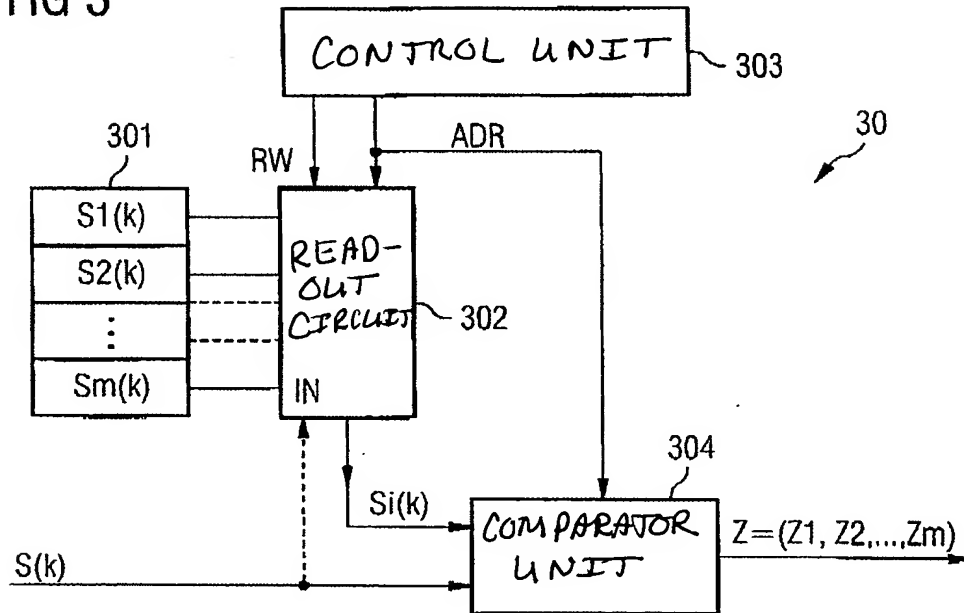 FIG 3
CONTROL UNIT
303
30
301
RW
ADR
S1(k)
S2(k)
⋮
Sm(k)
READ-
OUT
CIRCUIT
302
IN
304
Si(k)
COMPARATOR
UNIT
Z=(Z1, Z2,...,Zm)
S(k)